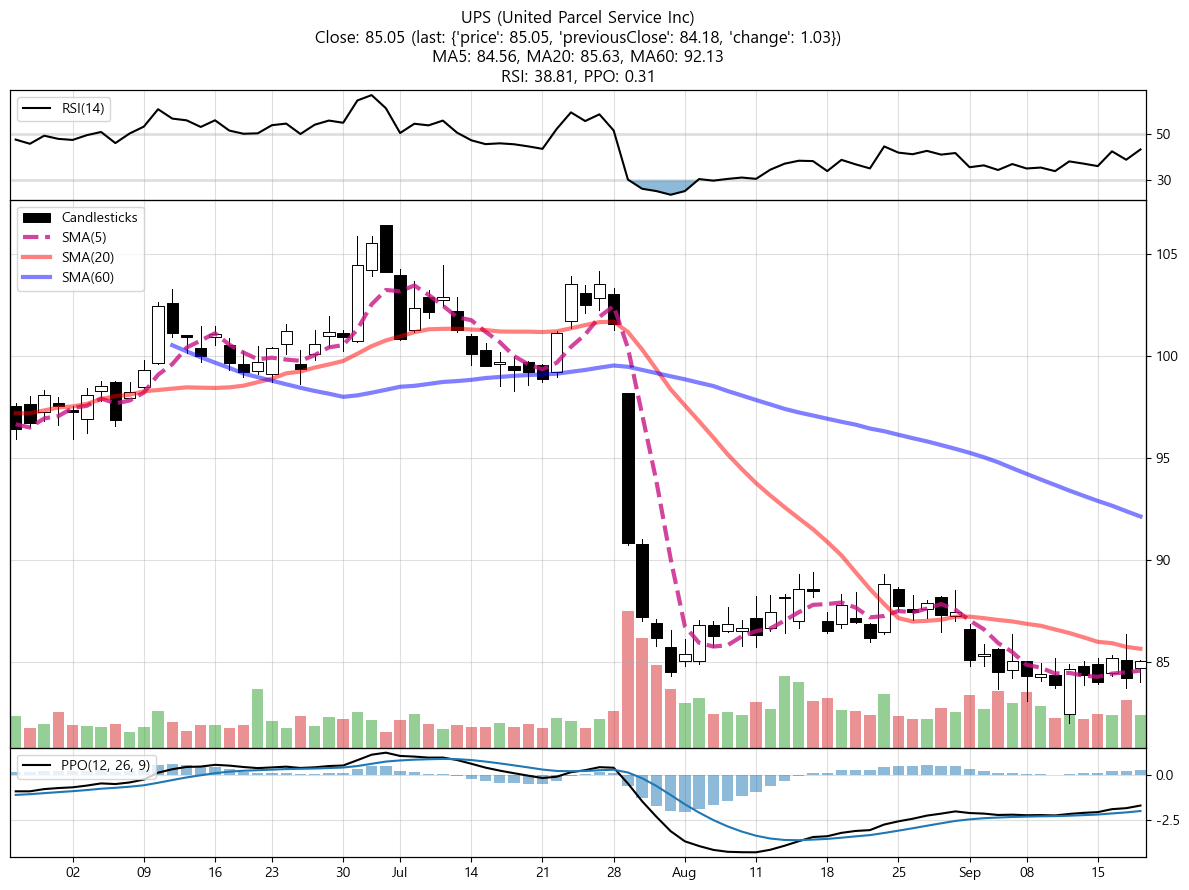 UPS (United Parcel Service Inc)
Close: 85.05 (last: {'price': 85.05, 'previousClose': 84.18, 'change': 1.03})
MA5: 84.56, MA20: 85.63, MA60: 92.13
RSI: 38.81, PPO: 0.31
RSI(14)
50
30
Candlesticks
SMA(5)
SMA(20)
SMA(60)
105
100
95
90
85
PPO(12, 26, 9)
0.0
−2.5
02 09 16 23 30 Jul 14 21 28 Aug 11 18 25 Sep 08 15